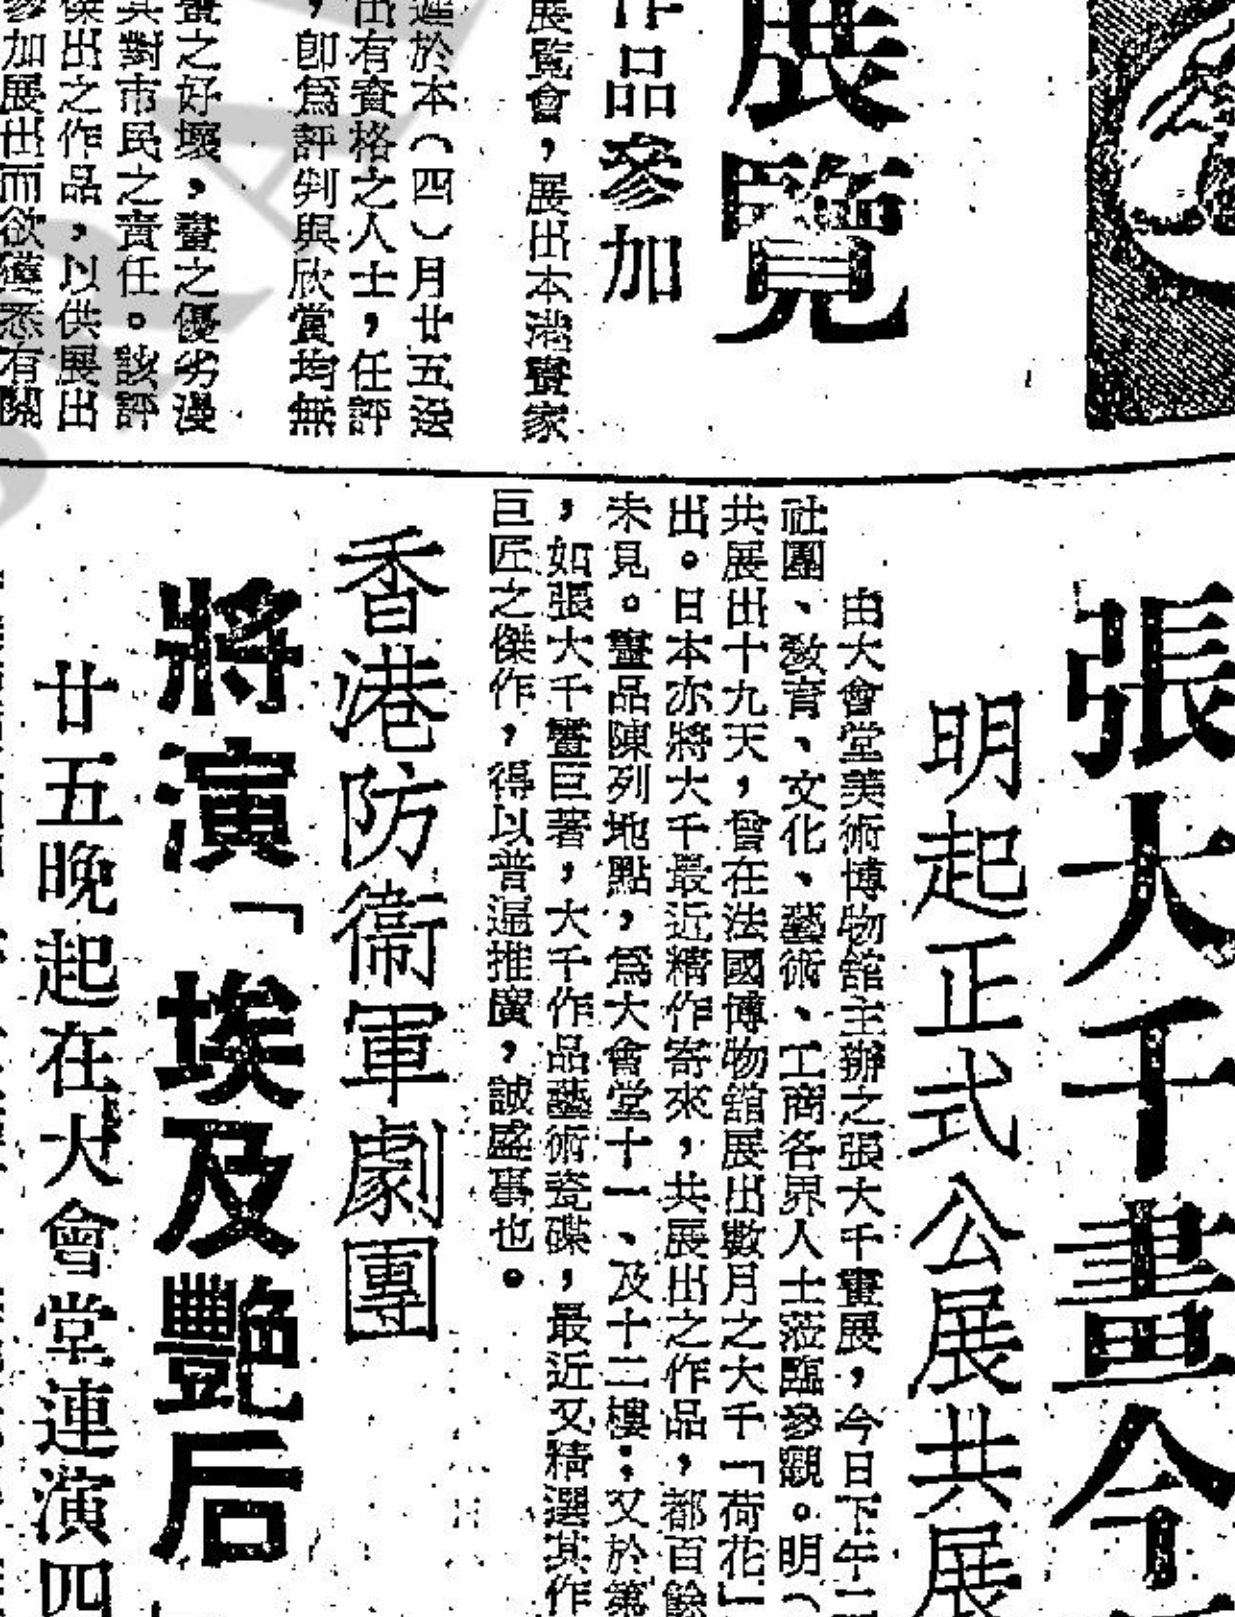 展覽
作品參加
展覽會，展出本港畫家
於本（四）月廿五送
出有資格之人士，任評
，卽爲評判與欣賞均無
畫之好壞，畫之優劣漫
其對市民之責任。該評
傑出之作品，以供展出
參加展出而欲獲悉有關
張大千畫今
明起正式公展共展
由大會堂美術博物館主辦之張大千畫展，今日下午
社團、教育、文化、藝術、工商各界人士蒞臨參觀。明（
共展出十九天，曾在法國博物館展出數月之大千「荷花」
出。日本亦將大千最近精作寄來，共展出之作品，都百餘
未見。畫品陳列地點，爲大會堂十一、及十二樓；又於第
，如張大千畫巨著，大千作品藝術瓷碟，最近又精選其作
巨匠之傑作，得以普遍推廣，誠盛事也。
香港防衞軍劇團
將演「埃及艷后
廿五晚起在大會堂連演四